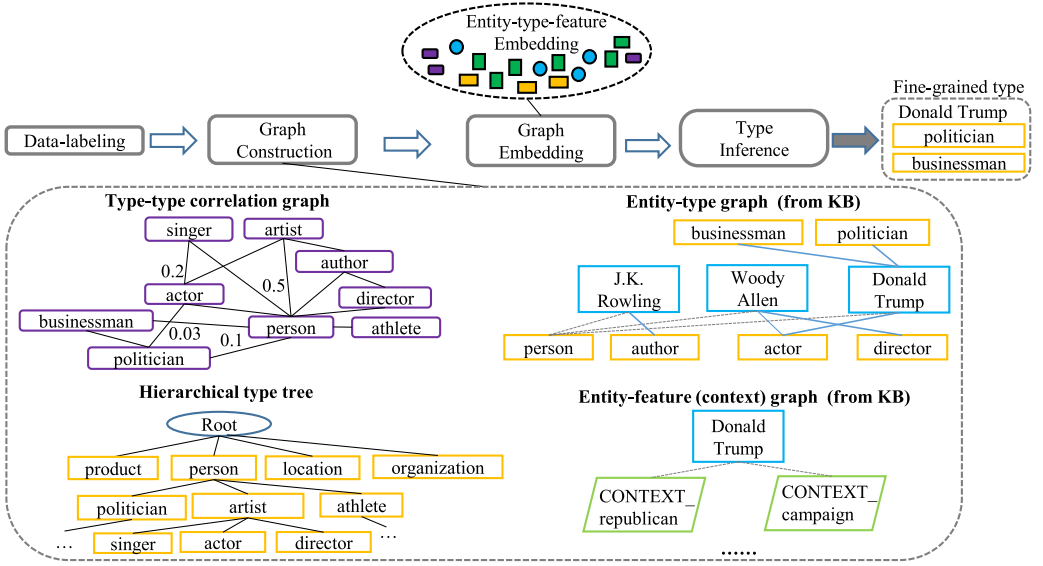 Entity-type-feature
Embedding
Data-labeling
Graph
Construction
Graph
Embedding
Type
Inference
Fine-grained type
Donald Trump
politician
businessman
Type-type correlation graph
singer
artist
author
0.2
0.5
actor
director
businessman
person
athlete
0.03
0.1
politician
Entity-type graph (from KB)
businessman
politician
J.K.
Rowling
Woody
Allen
Donald
Trump
person
author
actor
director
Hierarchical type tree
Root
product
person
location
organization
politician
artist
athlete
...
singer
actor
director
...
Entity-feature (context) graph (from KB)
Donald
Trump
CONTEXT_
republican
CONTEXT_
campaign
......